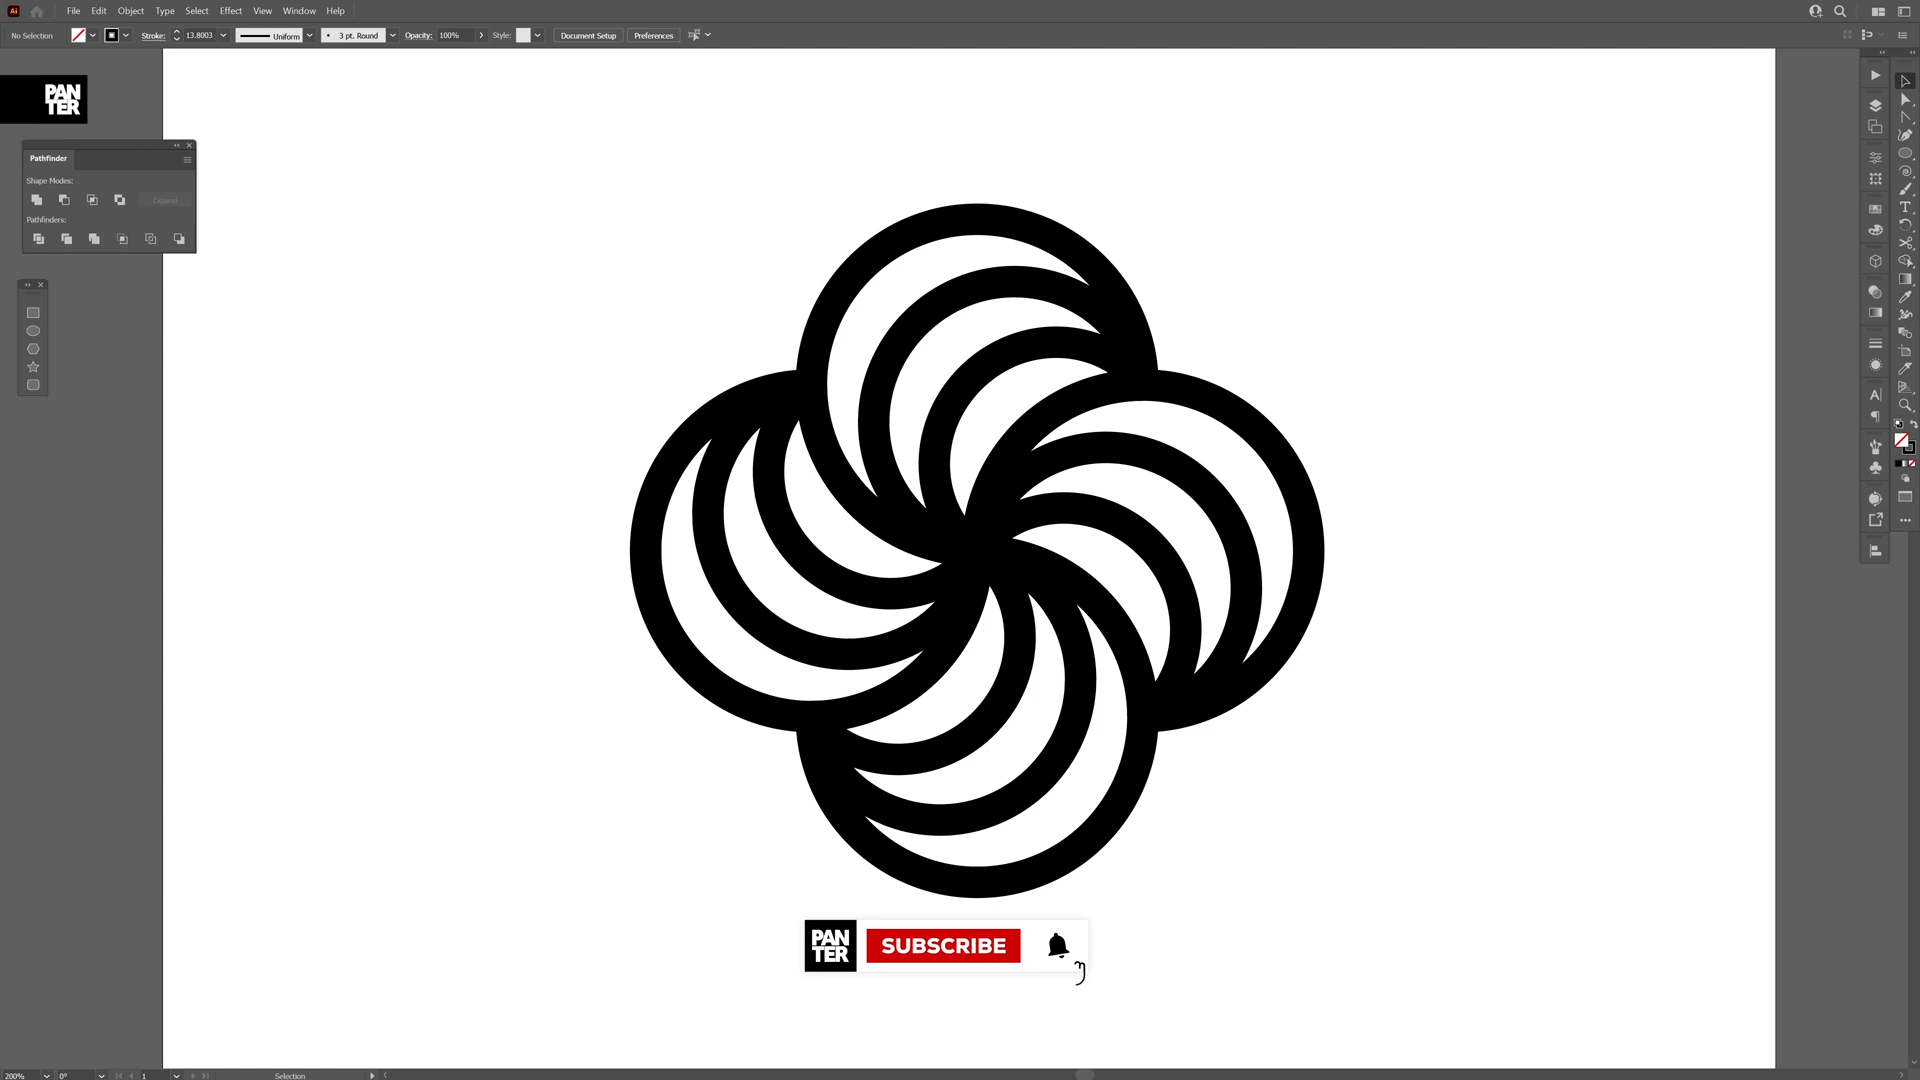 Ai File Edit Object Type Select Effect View Window Help
No Selection Stroke: 13.8003 Uniform 3 pt. Round Opacity: 100% Style: Document Setup Preferences
PAN
TER
Pathfinder
Shape Modes:
Expand
Pathfinders:
PAN
TER
SUBSCRIBE
200% 0° 1 Selection